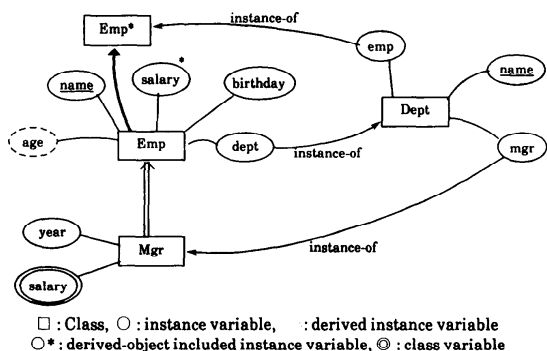 instance-of
Emp*
emp
salary*
name
birthday
name
Dept
age
Emp
dept
instance-of
mgr
year
Mgr
instance-of
salary
□ : Class, ○ : instance variable, : derived instance variable
○* : derived-object included instance variable, ◎ : class variable